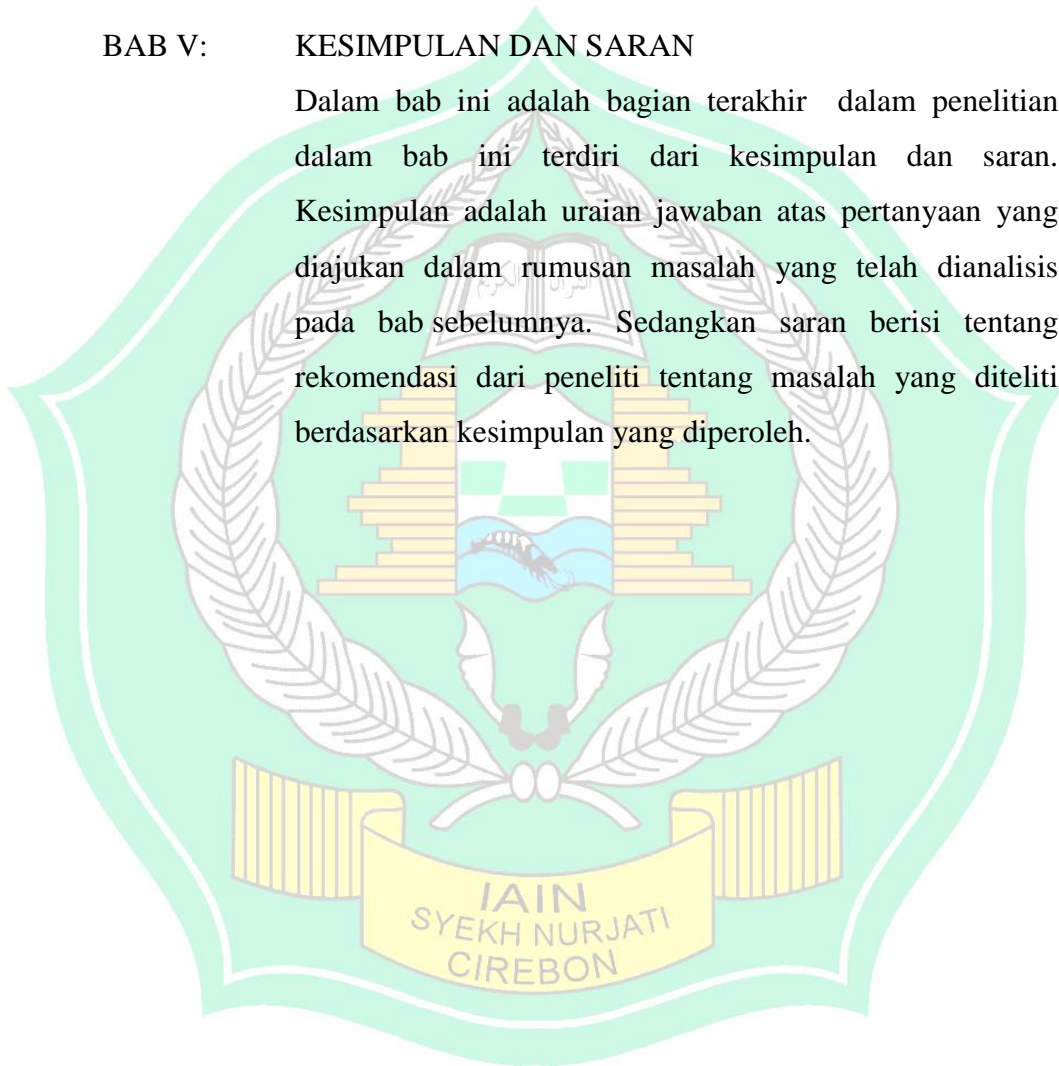 BAB V: KESIMPULAN DAN SARAN
Dalam bab ini adalah bagian terakhir dalam penelitian
dalam bab ini terdiri dari kesimpulan dan saran.
Kesimpulan adalah uraian jawaban atas pertanyaan yang
diajukan dalam rumusan masalah yang telah dianalisis
pada bab sebelumnya. Sedangkan saran berisi tentang
rekomendasi dari peneliti tentang masalah yang diteliti
berdasarkan kesimpulan yang diperoleh.
القرآن الكريم
IAIN
SYEKH NURJATI
CIREBON